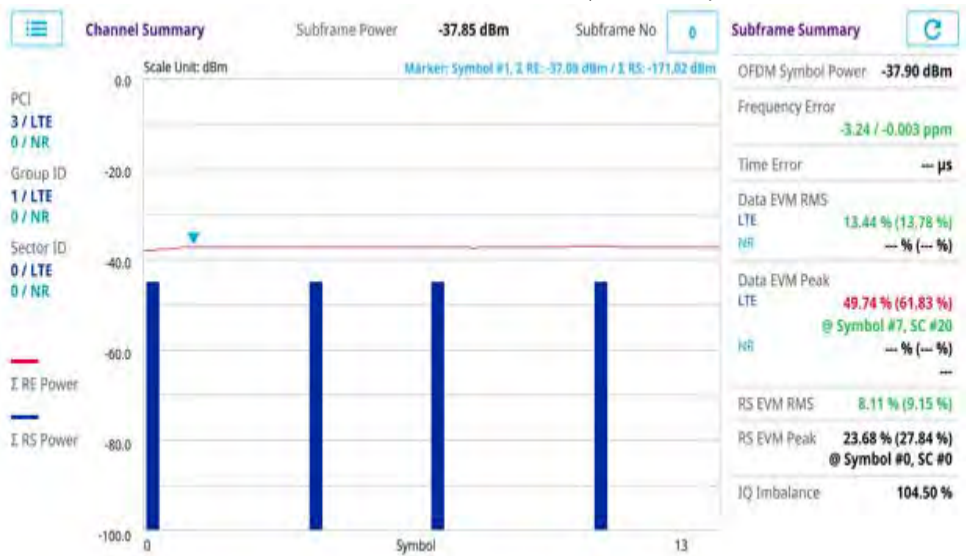 Channel Summary Subframe Power -37.85 dBm Subframe No 0
Scale Unit: dBm Marker: Symbol #1, Σ RE: -37.08 dBm / Σ RS: -171.02 dBm
0.0
-20.0
-40.0
-60.0
-80.0
-100.0
0 Symbol 13
PCI
3 / LTE
0 / NR
Group ID
1 / LTE
0 / NR
Sector ID
0 / LTE
0 / NR
Σ RE Power
Σ RS Power
Subframe Summary
OFDM Symbol Power -37.90 dBm
Frequency Error
-3.24 / -0.003 ppm
Time Error --- µs
Data EVM RMS
LTE 13.44 % (13.78 %)
NR --- % (--- %)
Data EVM Peak
LTE 49.74 % (61.83 %)
@ Symbol #7, SC #20
NR --- % (--- %)
---
RS EVM RMS 8.11 % (9.15 %)
RS EVM Peak 23.68 % (27.84 %)
@ Symbol #0, SC #0
IQ Imbalance 104.50 %